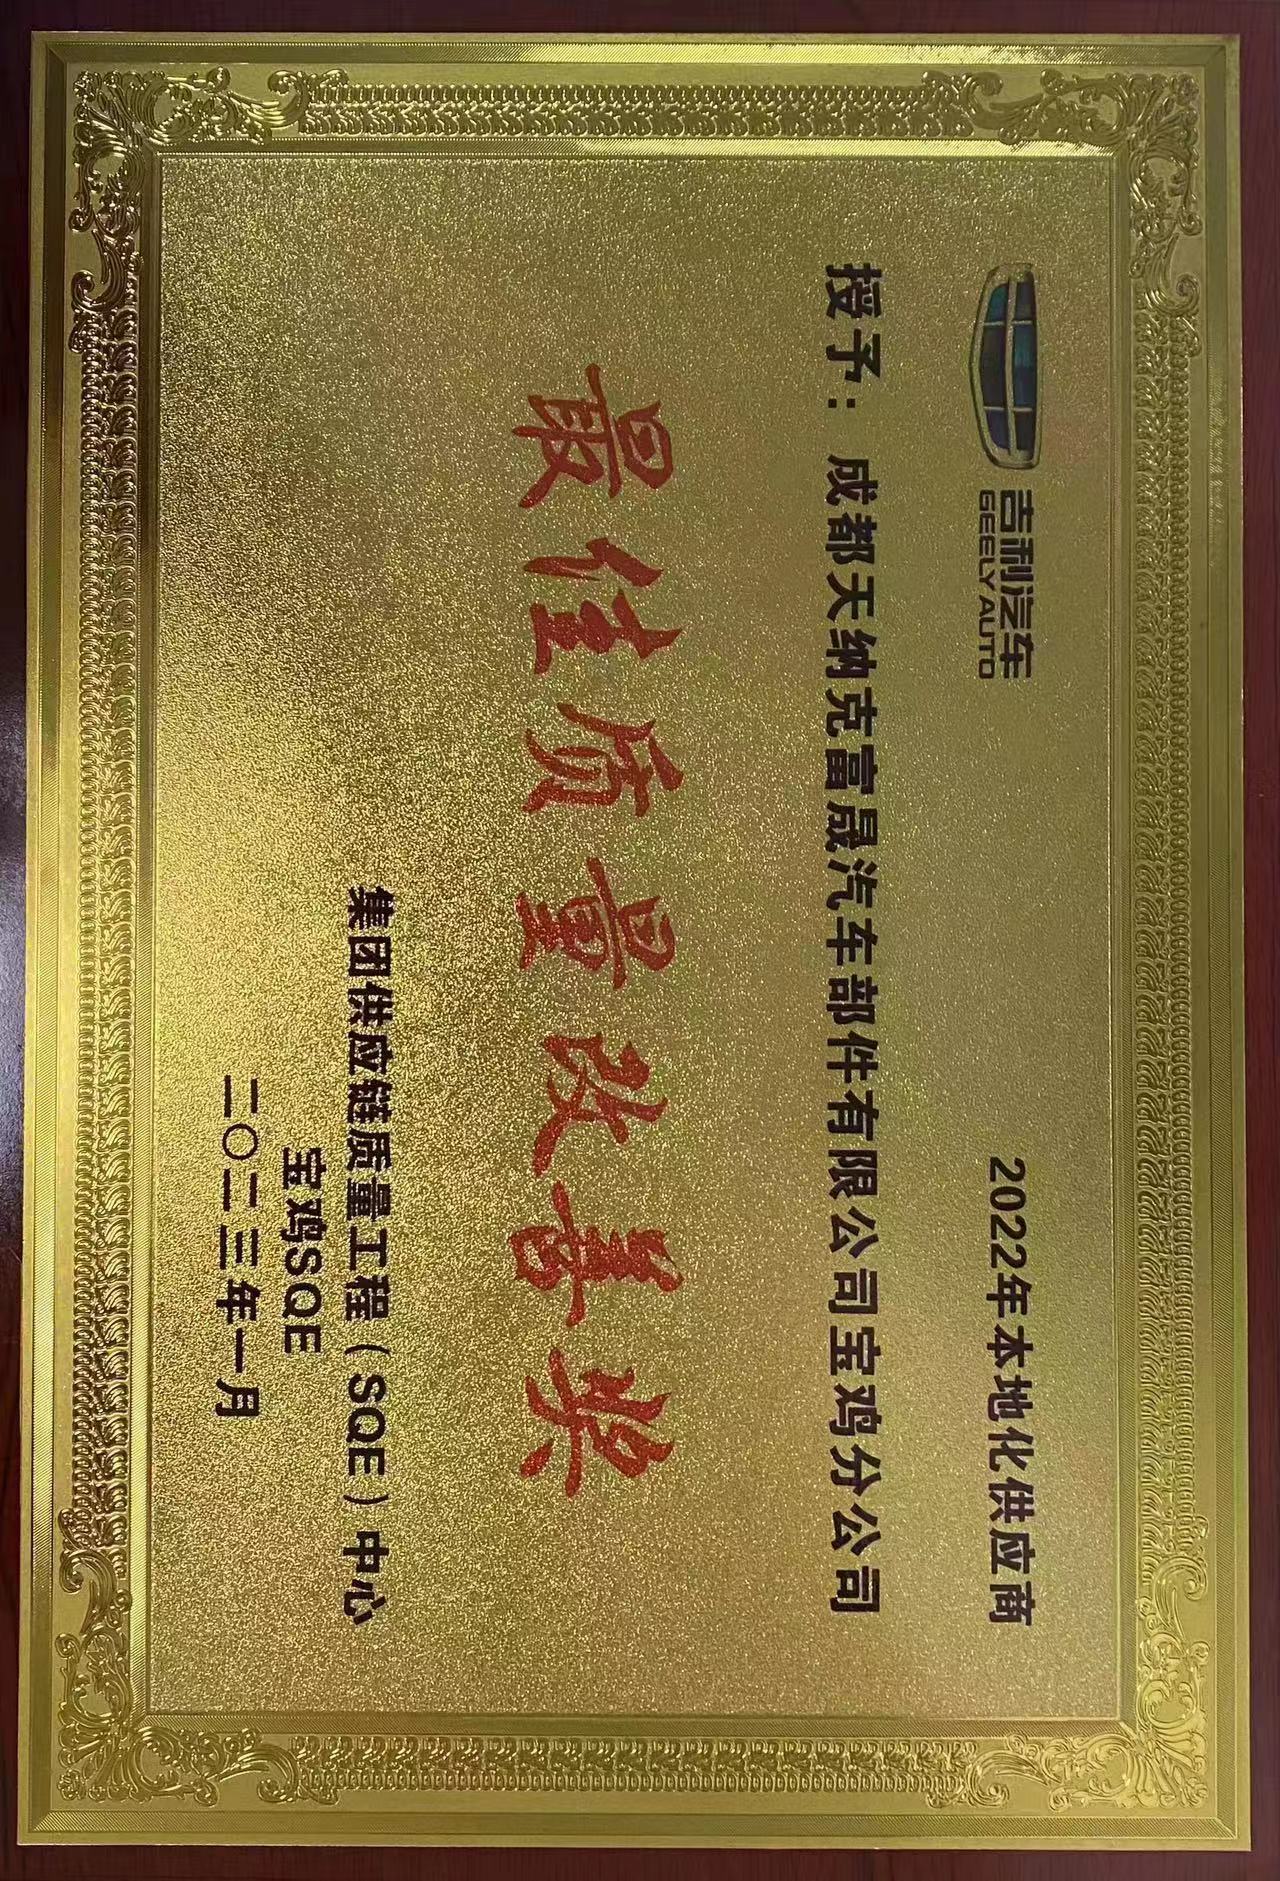 吉利汽车
GEELY AUTO
2022年本地化供应商
授予：成都天纳克富晟汽车部件有限公司宝鸡分公司
最佳质量改善奖
集团供应链质量工程（SQE）中心
宝鸡SQE
二〇二三年一月